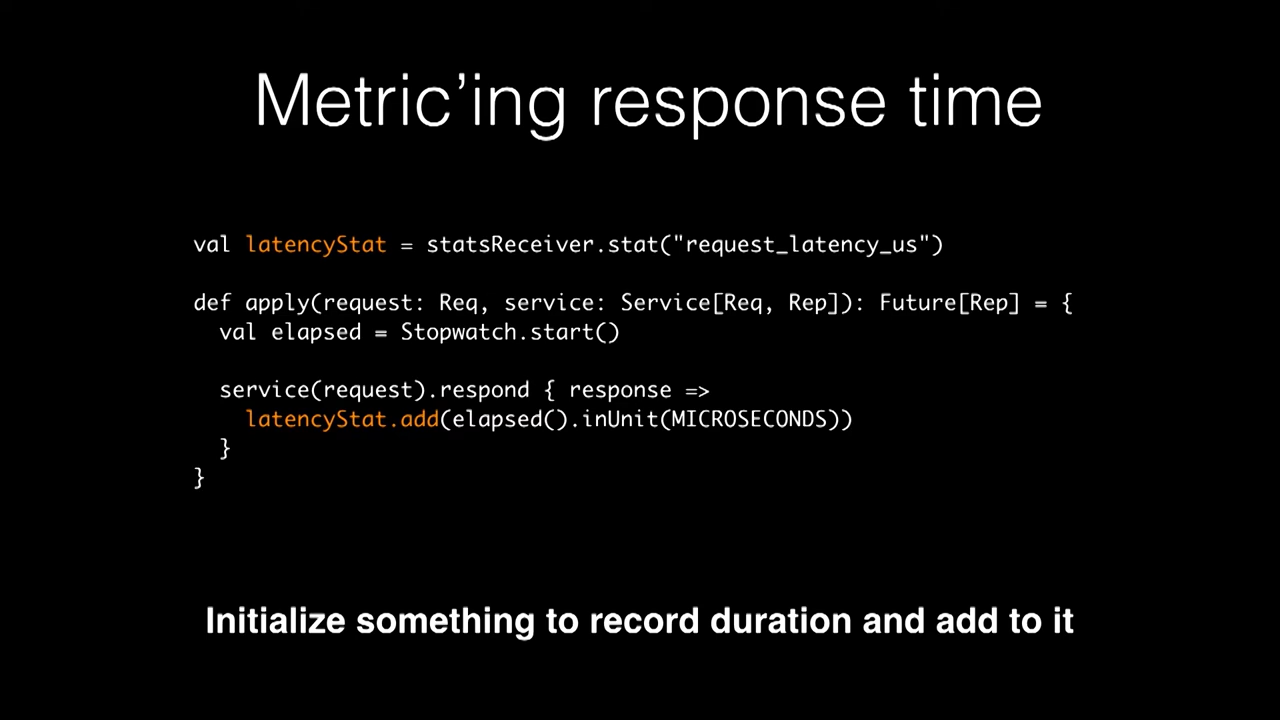 Metric’ing response time
val latencyStat = statsReceiver.stat("request_latency_us")
def apply(request: Req, service: Service[Req, Rep]): Future[Rep] = {
  val elapsed = Stopwatch.start()
  service(request).respond { response =>
    latencyStat.add(elapsed().inUnit(MICROSECONDS))
  }
}
Initialize something to record duration and add to it